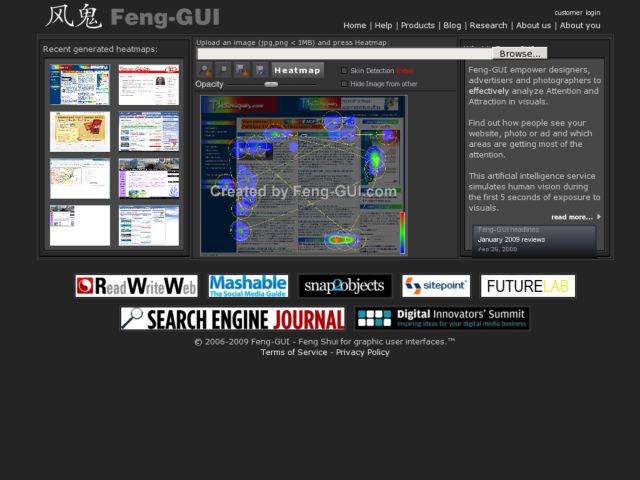 风鬼 Feng-GUI
customer login
Home | Help | Products | Blog | Research | About us | About you
Recent generated heatmaps:
Upload an image (jpg,png < 1MB) and press Heatmap:
Browse...
Heatmap
Skin Detection (new)
Opacity
Hide Image from other
Created by Feng-GUI.com
Feng-GUI empower designers,
advertisers and photographers to
effectively analyze Attention and
Attraction in visuals.
Find out how people see your
website, photo or ad and which
areas are getting most of the
attention.
This artificial intelligence service
simulates human vision during
the first 5 seconds of exposure to
visuals.
read more...
Feng-GUI headlines
January 2009 reviews
Feb 26, 2009
ReadWriteWeb
Mashable
The Social Media Guide
snap2objects
sitepoint
FUTURELAB
SEARCH ENGINE JOURNAL
Digital Innovators' Summit
Inspiring ideas for your digital media business
© 2006-2009 Feng-GUI - Feng Shui for graphic user interfaces.™
Terms of Service - Privacy Policy